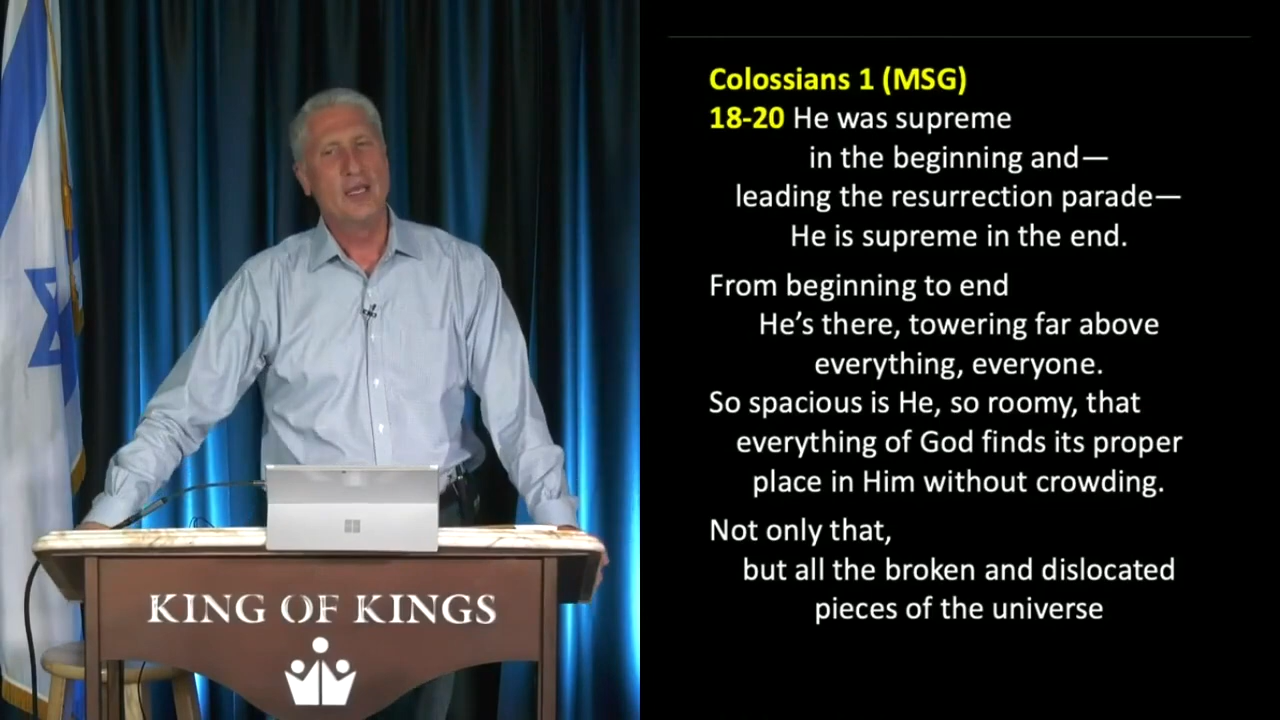 KING OF KINGS
Colossians 1 (MSG)
18-20 He was supreme
in the beginning and—
leading the resurrection parade—
He is supreme in the end.
From beginning to end
He’s there, towering far above
everything, everyone.
So spacious is He, so roomy, that
everything of God finds its proper
place in Him without crowding.
Not only that,
but all the broken and dislocated
pieces of the universe